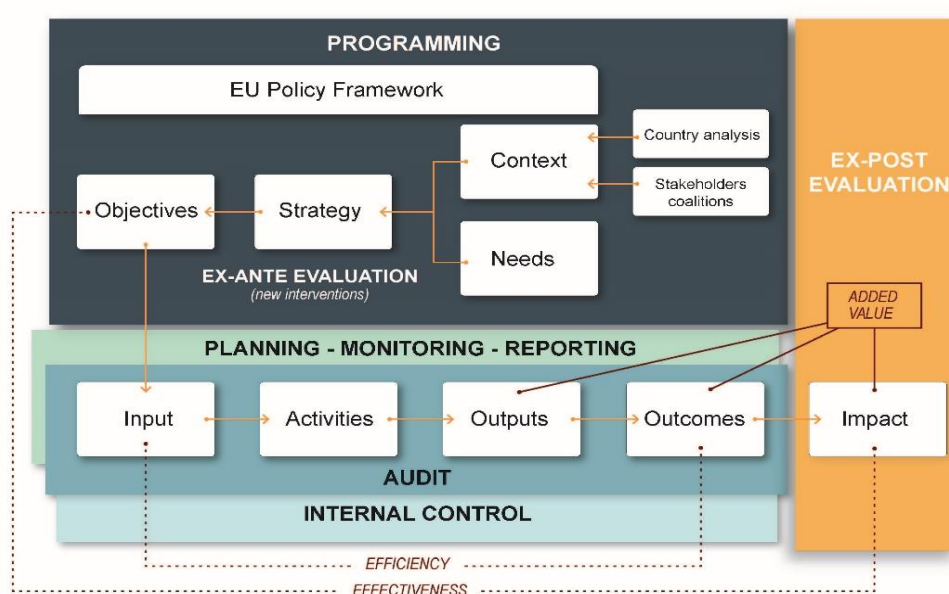 PROGRAMMING
EU Policy Framework
Context
Country analysis
Stakeholders
coalitions
EX-POST
EVALUATION
Objectives
Strategy
Needs
EX-ANTE EVALUATION
(new interventions)
ADDED
VALUE
PLANNING - MONITORING - REPORTING
Input
Activities
Outputs
Outcomes
Impact
AUDIT
INTERNAL CONTROL
EFFICIENCY
EFFECTIVENESS